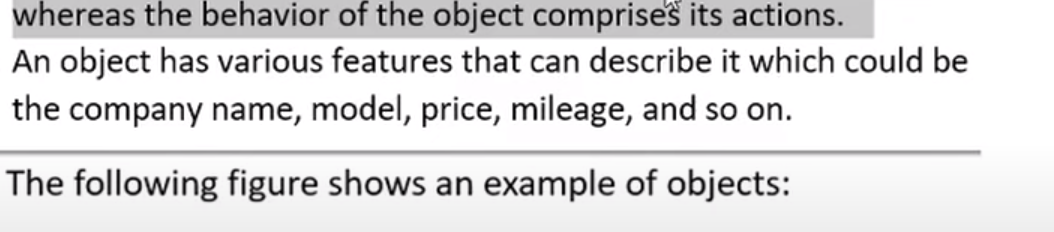 whereas the behavior of the object comprises its actions.
An object has various features that can describe it which could be
the company name, model, price, mileage, and so on.
The following figure shows an example of objects: